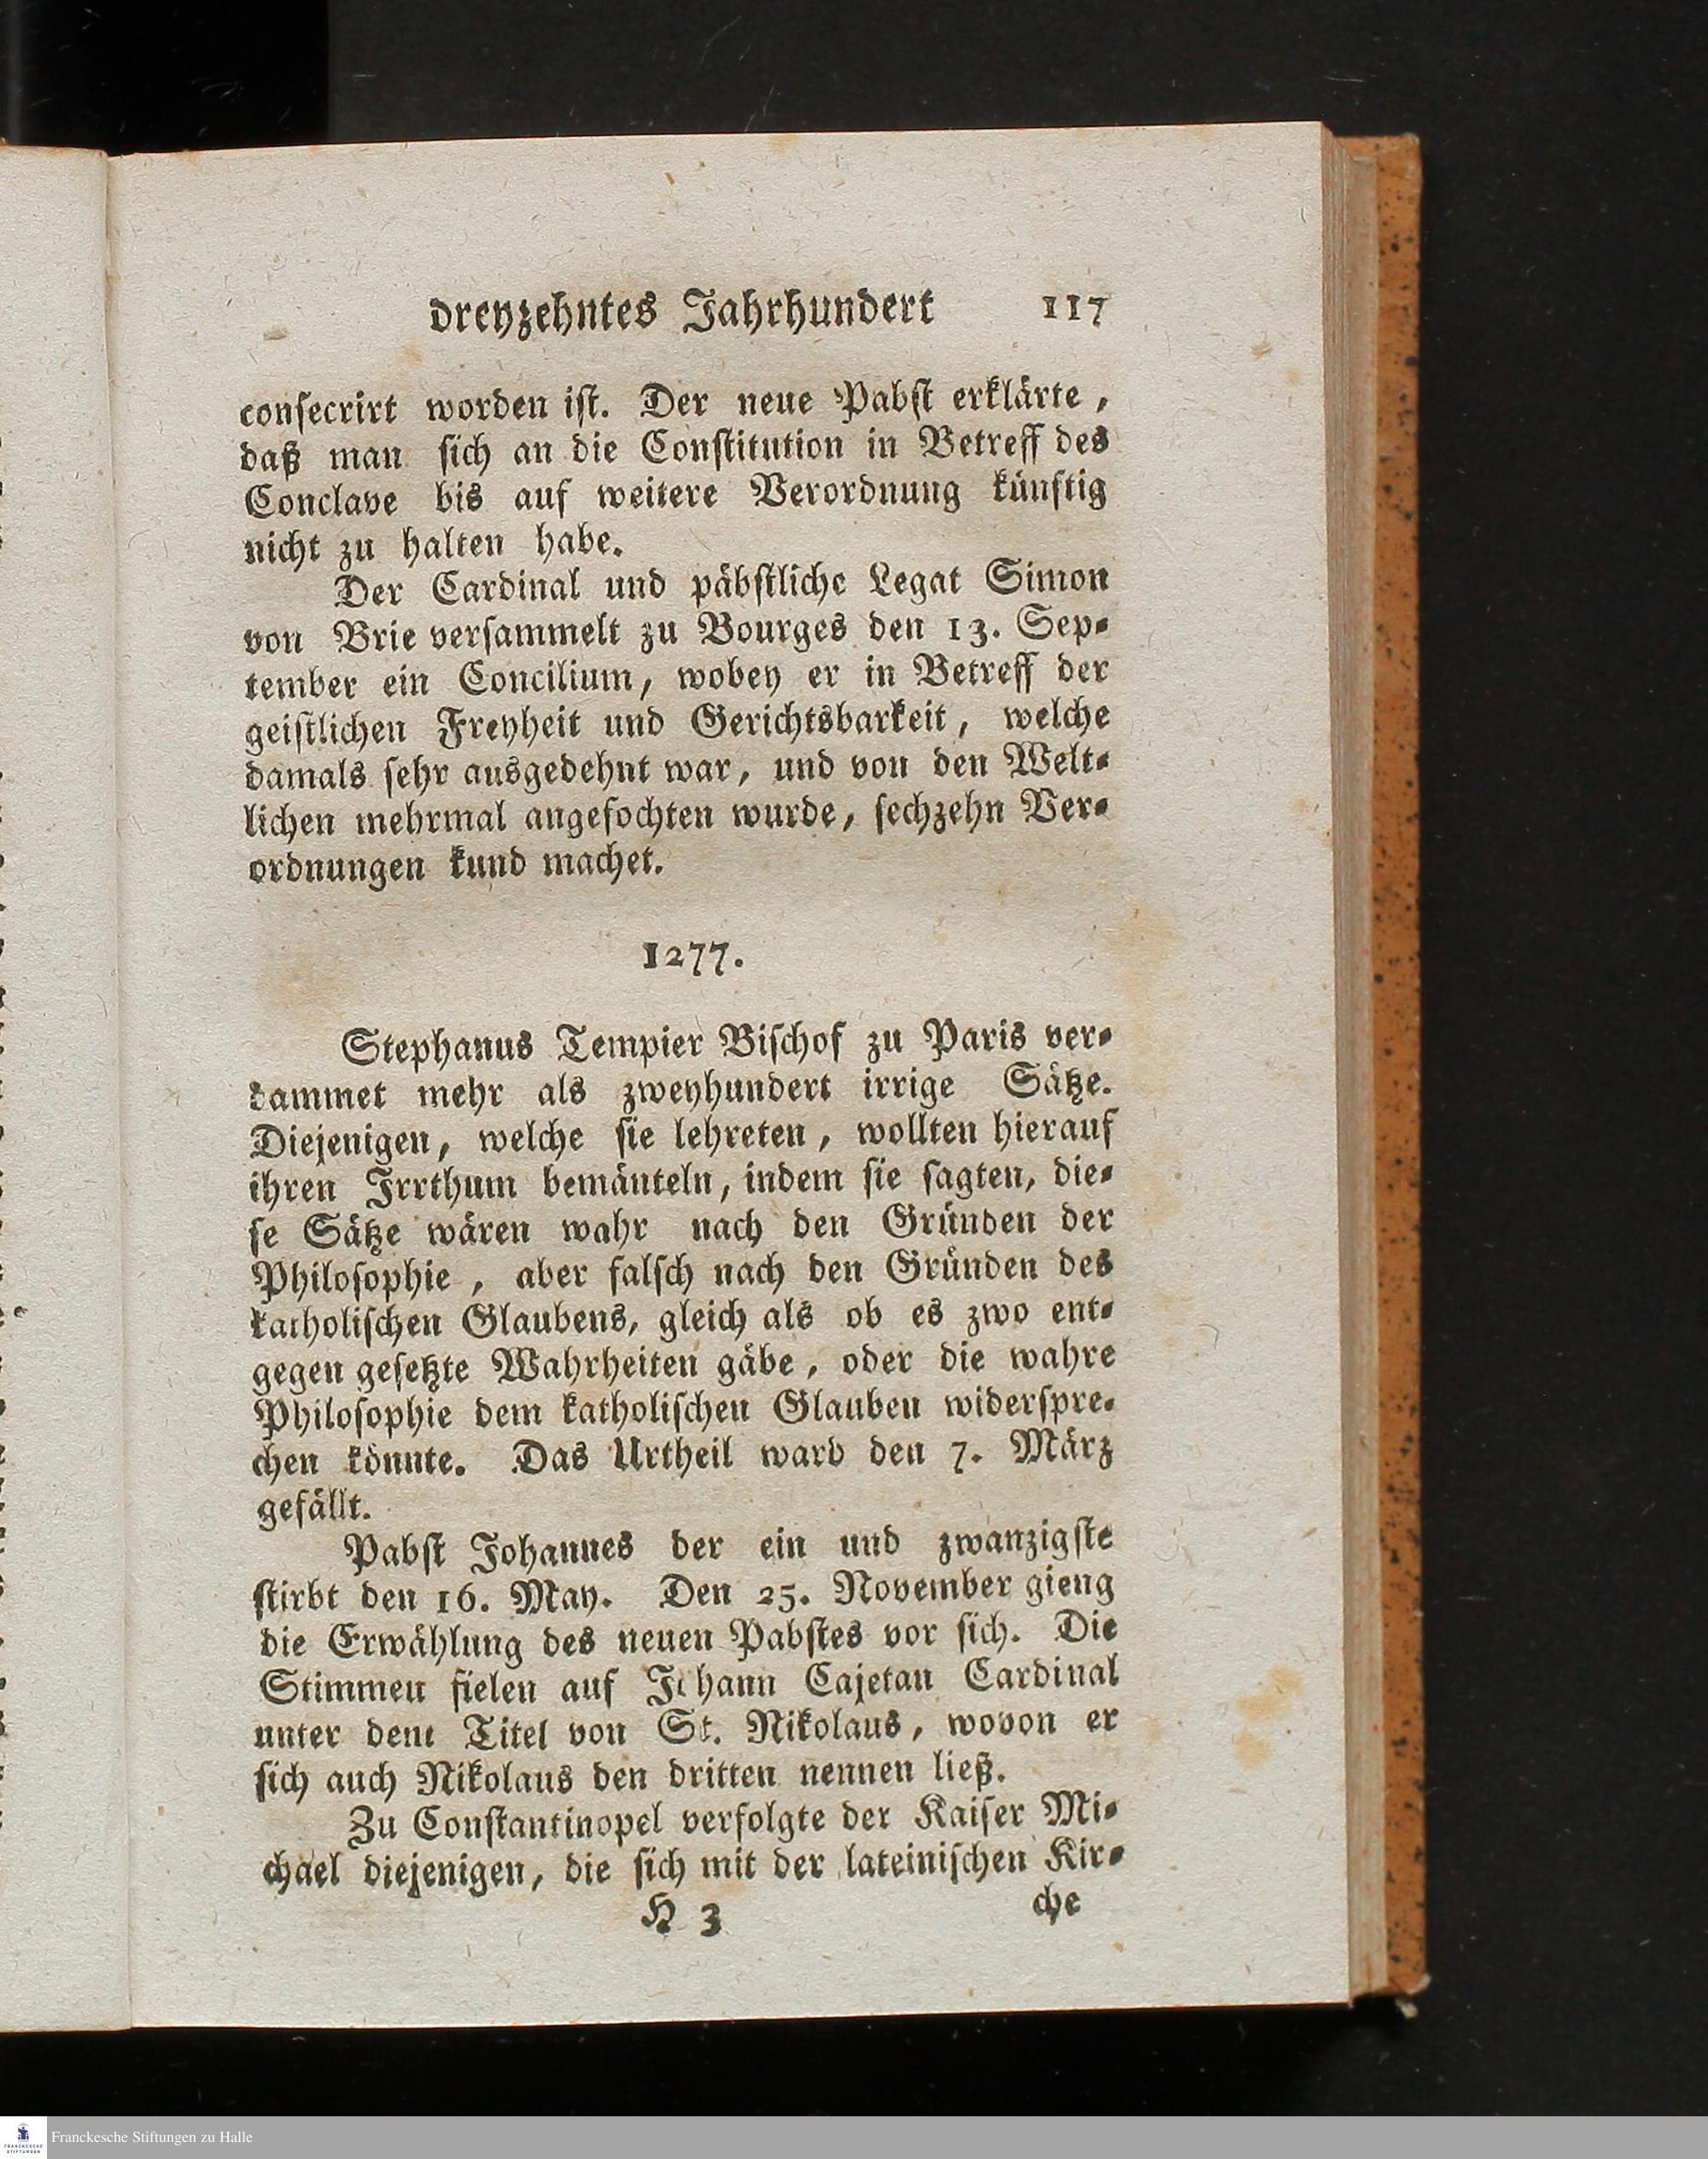 dreyzehntes Jahrhundert 117
consecrirt worden ist. Der neue Pabst erklärte,
daß man sich an die Constitution in Betreff des
Conclave bis auf weitere Verordnung künftig
nicht zu halten habe.
Der Cardinal und päbstliche Legat Simon
von Brie versammelt zu Bourges den 13. Sep-
tember ein Concilium, wobey er in Betreff der
geistlichen Freyheit und Gerichtsbarkeit, welche
damals sehr ausgedehnt war, und von den Welt-
lichen mehrmal angefochten wurde, sechzehn Ver-
ordnungen kund machet.
1277.
Stephanus Tempier Bischof zu Paris ver-
dammet mehr als zweyhundert irrige Sätze.
Diejenigen, welche sie lehreten, wollten hierauf
ihren Irrthum bemänteln, indem sie sagten, die-
se Sätze wären wahr nach den Gründen der
Philosophie, aber falsch nach den Gründen des
katholischen Glaubens, gleich als ob es zwo ent-
gegen gesetzte Wahrheiten gäbe, oder die wahre
Philosophie dem katholischen Glauben widerspre-
chen könnte. Das Urtheil ward den 7. März
gefällt.
Pabst Johannes der ein und zwanzigste
stirbt den 16. May. Den 25. November gieng
die Erwählung des neuen Pabstes vor sich. Die
Stimmen fielen auf Johann Cajetan Cardinal
unter dem Titel von St. Nikolaus, wovon er
sich auch Nikolaus den dritten nennen ließ.
Zu Constantinopel verfolgte der Kaiser Mi-
chael diejenigen, die sich mit der lateinischen Kir-
H 3 che
Franckesche Stiftungen zu Halle